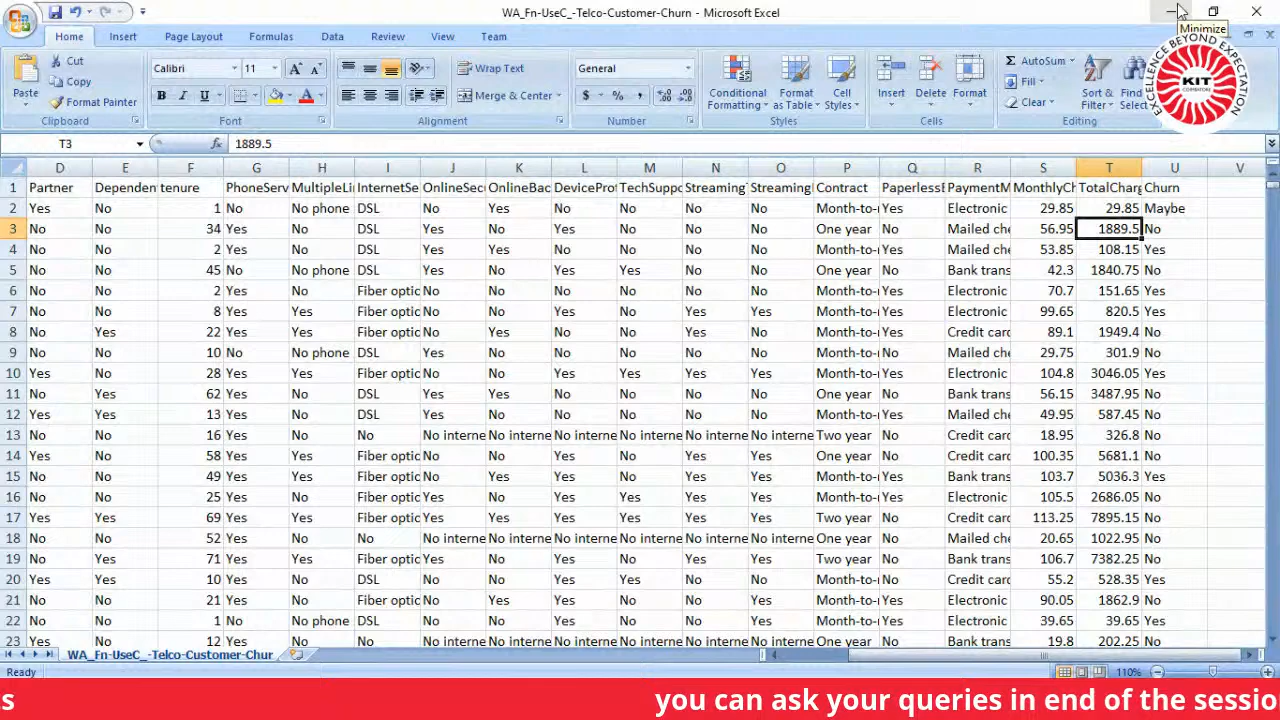 WA_Fn-UseC_-Telco-Customer-Churn - Microsoft Excel
Home Insert Page Layout Formulas Data Review View Team
Minimize
Paste Cut Copy Format Painter Clipboard
Calibri 11 B I U Font
Wrap Text Merge & Center Alignment
General $ % , Number
Conditional Formatting Format as Table Cell Styles Styles
Insert Delete Format Cells
AutoSum Fill Clear Sort & Filter Find Select Editing
EXCELLENCE BEYOND EXPECTATION KIT COIMBATORE
T3 fx 1889.5
D E F G H I J K L M N O P Q R S T U V
1 Partner Dependen tenure PhoneServ MultipleLi InternetSe OnlineSecu OnlineBac DeviceProt TechSuppo Streaming Streaming Contract Paperless PaymentM MonthlyCh TotalCharg Churn
2 Yes No 1 No No phone DSL No Yes No No No No Month-to- Yes Electronic 29.85 29.85 Maybe
3 No No 34 Yes No DSL Yes No Yes No No No One year No Mailed che 56.95 1889.5 No
4 No No 2 Yes No DSL Yes Yes No No No No Month-to- Yes Mailed che 53.85 108.15 Yes
5 No No 45 No No phone DSL Yes No Yes Yes No No One year No Bank trans 42.3 1840.75 No
6 No No 2 Yes No Fiber optic No No No No No No Month-to- Yes Electronic 70.7 151.65 Yes
7 No No 8 Yes Yes Fiber optic No No Yes No Yes Yes Month-to- Yes Electronic 99.65 820.5 Yes
8 No Yes 22 Yes Yes Fiber optic No Yes No No Yes No Month-to- Yes Credit card 89.1 1949.4 No
9 No No 10 No No phone DSL Yes No No No No No Month-to- No Mailed che 29.75 301.9 No
10 Yes No 28 Yes Yes Fiber optic No No Yes Yes Yes Yes Month-to- Yes Electronic 104.8 3046.05 Yes
11 No Yes 62 Yes No DSL Yes Yes No No No No One year No Bank trans 56.15 3487.95 No
12 Yes Yes 13 Yes No DSL Yes No No No No No Month-to- Yes Mailed che 49.95 587.45 No
13 No No 16 Yes No No No interne No interne No interne No interne No interne No interne Two year No Credit card 18.95 326.8 No
14 Yes No 58 Yes Yes Fiber optic No No Yes No Yes Yes One year No Credit card 100.35 5681.1 No
15 No No 49 Yes Yes Fiber optic No Yes Yes No Yes Yes Month-to- Yes Bank trans 103.7 5036.3 Yes
16 No No 25 Yes No Fiber optic Yes No Yes Yes Yes Yes Month-to- Yes Electronic 105.5 2686.05 No
17 Yes Yes 69 Yes Yes Fiber optic Yes Yes Yes Yes Yes Yes Two year No Credit card 113.25 7895.15 No
18 No No 52 Yes No No No interne No interne No interne No interne No interne No interne One year No Mailed che 20.65 1022.95 No
19 No Yes 71 Yes Yes Fiber optic Yes No Yes No Yes Yes Two year No Bank trans 106.7 7382.25 No
20 Yes Yes 10 Yes No DSL No No Yes Yes No No Month-to- No Credit card 55.2 528.35 Yes
21 No No 21 Yes No Fiber optic No Yes Yes No No Yes Month-to- Yes Electronic 90.05 1862.9 No
22 No No 1 No No phone DSL No No Yes No No Yes Month-to- Yes Electronic 39.65 39.65 Yes
23 Yes No 12 Yes No No No interne No interne No interne No interne No interne No interne One year No Bank trans 19.8 202.25 No
WA_Fn-UseC_-Telco-Customer-Chur
Ready 110%
s you can ask your queries in end of the sessio